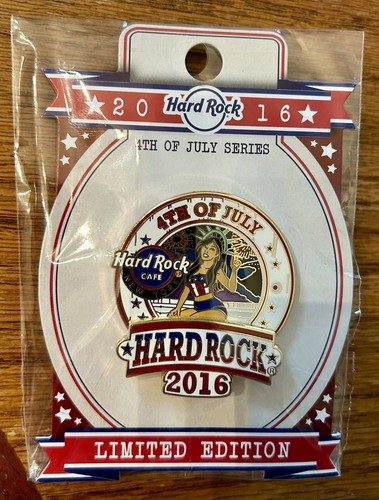 20 Hard Rock 16
4TH OF JULY SERIES
4TH OF JULY
Hard Rock
CAFE
HARD ROCK ®
2016
LIMITED EDITION